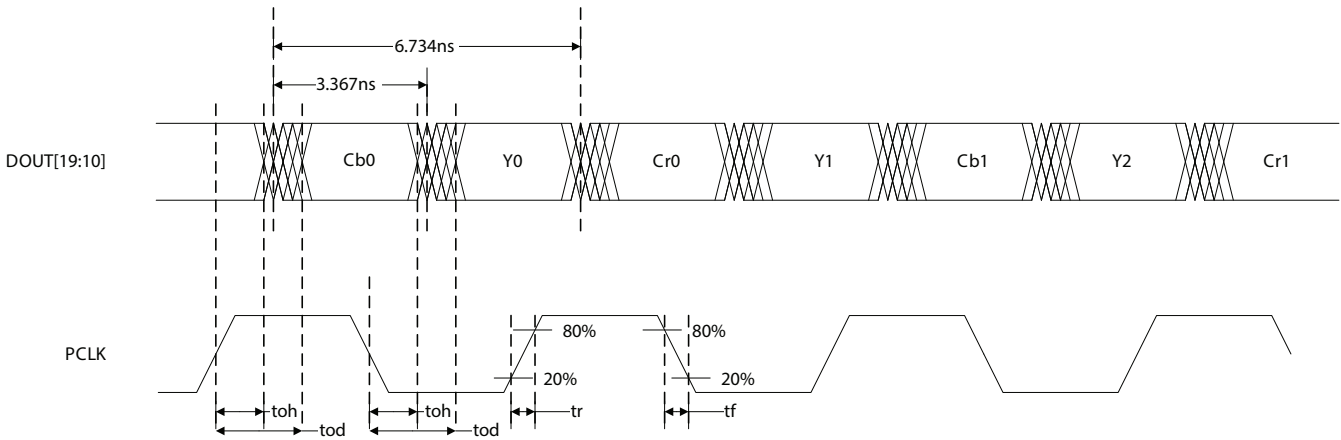 6.734ns
3.367ns
DOUT[19:10] Cb0 Y0 Cr0 Y1 Cb1 Y2 Cr1
80% 80%
PCLK
20% 20%
toh toh tr tf
tod tod